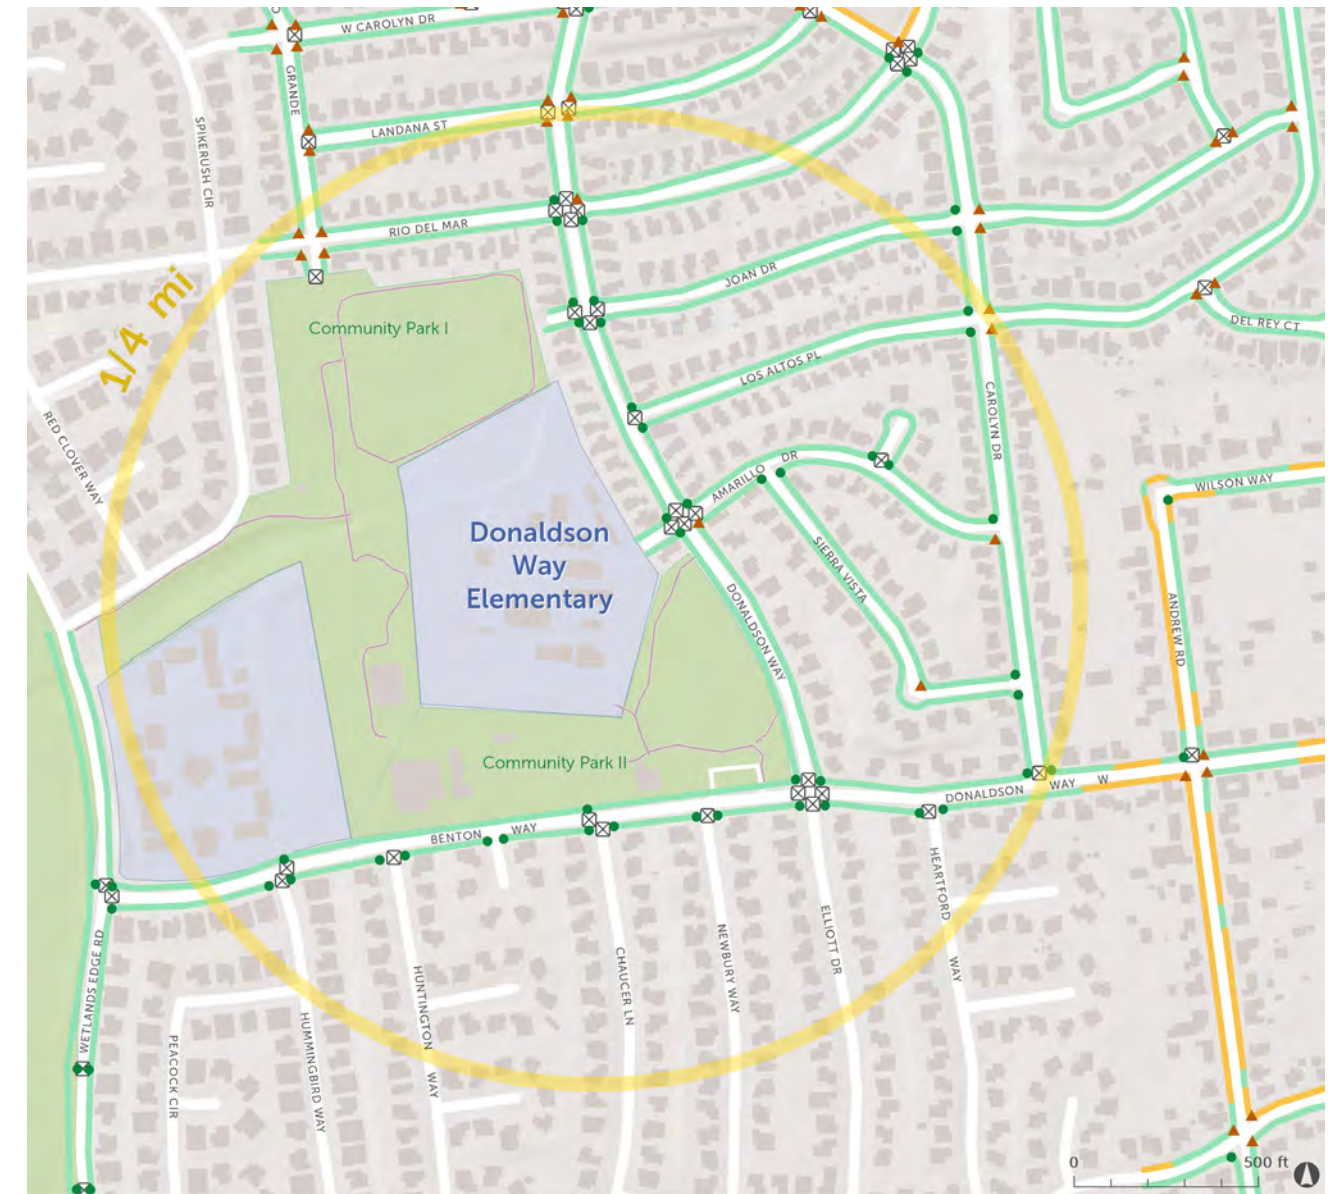 W CAROLYN DR
GRANDE
SPIKERUSH CIR
LANDANA ST
RIO DEL MAR
1/4 mi
JOAN DR
Community Park I
DEL REY CT
LOS ALTOS PL
CAROLYN DR
RED CLOVER WAY
AMARILLO DR
WILSON WAY
Donaldson
Way
Elementary
SIERRA VISTA
DONALDSON WAY
ANDREW RD
Community Park II
DONALDSON WAY W
BENTON WAY
HEARTFORD WAY
ELLIOTT DR
NEWBURY WAY
CHAUCER LN
HUNTINGTON WAY
WETLANDS EDGE RD
HUMMINGBIRD WAY
PEACOCK CIR
0 500 ft